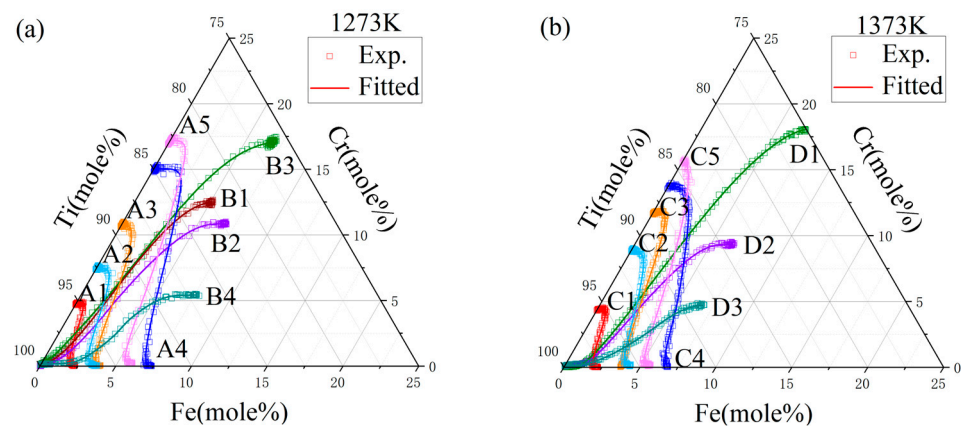 (a)
1273K
Exp.
Fitted
75
80
85
90
95
100
Ti(mole%)
25
20
15
10
5
0
Cr(mole%)
0
5
10
15
20
25
Fe(mole%)
A5
A3
A2
A1
A4
B3
B1
B2
B4
(b)
1373K
Exp.
Fitted
75
80
85
90
95
100
Ti(mole%)
25
20
15
10
5
0
Cr(mole%)
0
5
10
15
20
25
Fe(mole%)
C5
C3
C2
C1
C4
D1
D2
D3